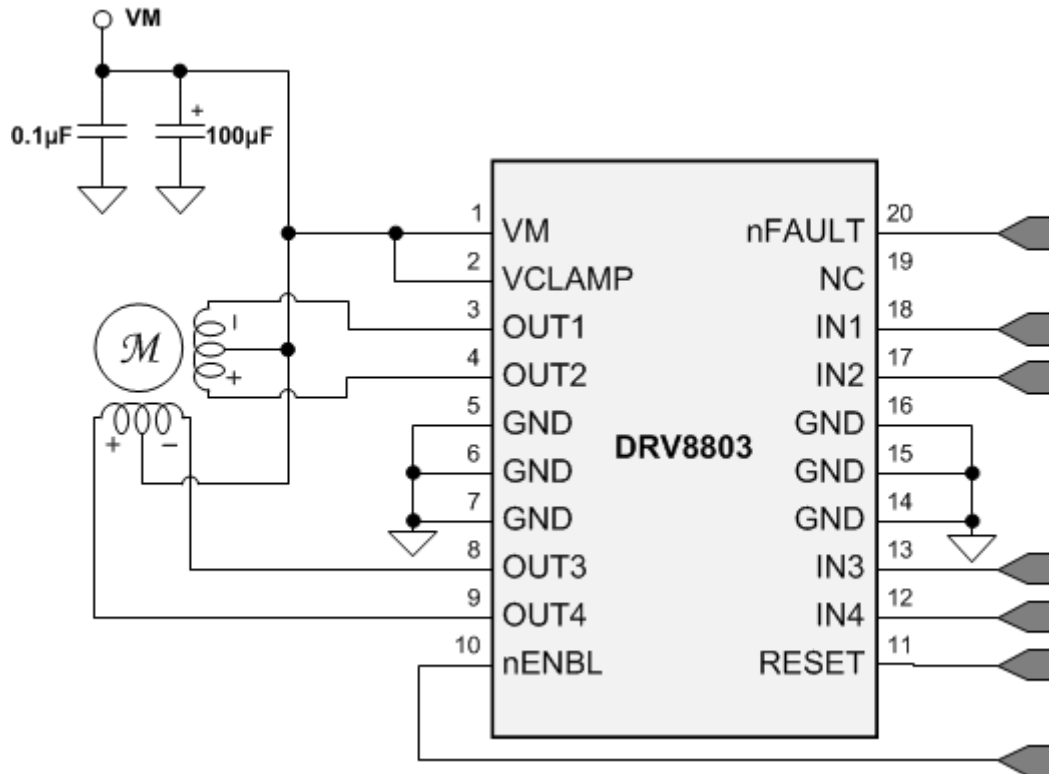 VM
+
0.1µF
100µF
1
VM
nFAULT
20
2
VCLAMP
NC
19
3
OUT1
IN1
18
M
–
+
4
OUT2
IN2
17
5
GND
GND
16
+
–
DRV8803
6
GND
GND
15
7
GND
GND
14
8
OUT3
IN3
13
9
OUT4
IN4
12
10
nENBL
RESET
11